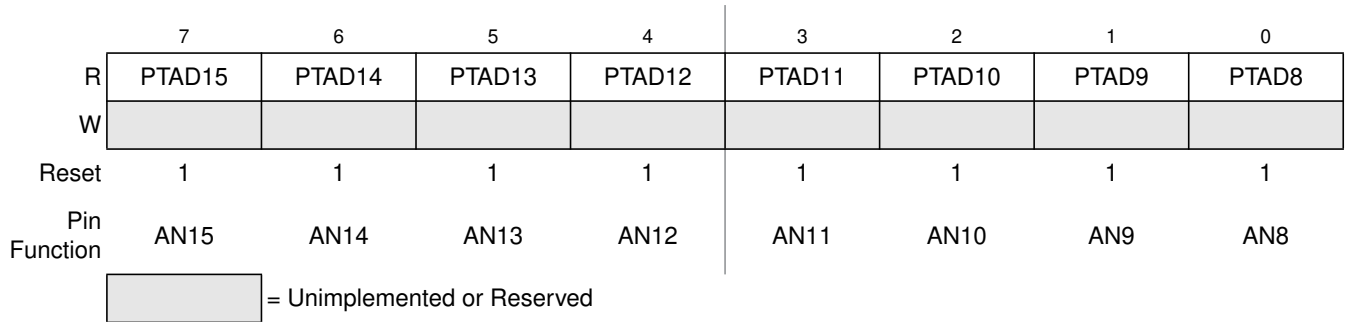 7 6 5 4 3 2 1 0
R PTAD15 PTAD14 PTAD13 PTAD12 PTAD11 PTAD10 PTAD9 PTAD8
W
Reset 1 1 1 1 1 1 1 1
Pin Function AN15 AN14 AN13 AN12 AN11 AN10 AN9 AN8
= Unimplemented or Reserved